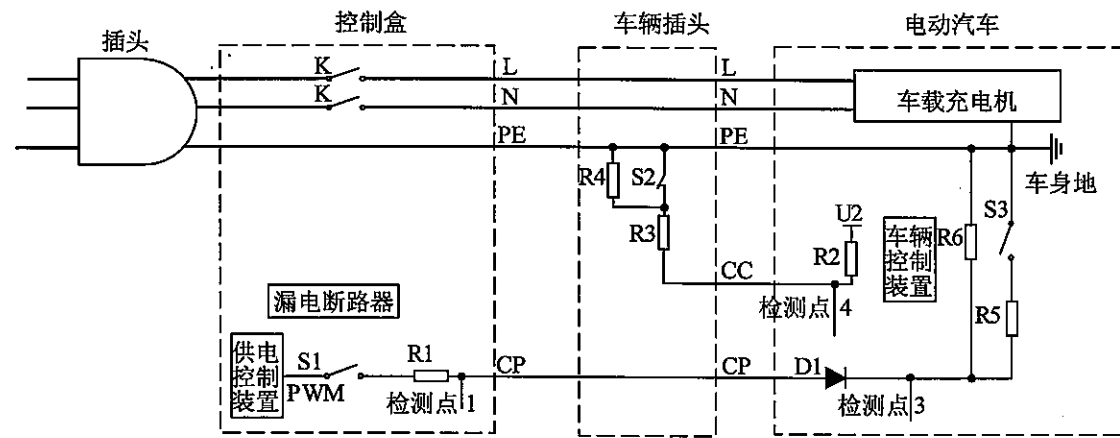 控制盒
车辆插头
电动汽车
插头
K
L
L
K
N
N
车载充电机
PE
PE
R4
S2
车身地
R3
U2
R2
车辆
控制
装置
R6
S3
CC
漏电断路器
检测点 4
R5
供电
控制
装置
S1
PWM
R1
检测点 1
CP
CP
D1
检测点 3